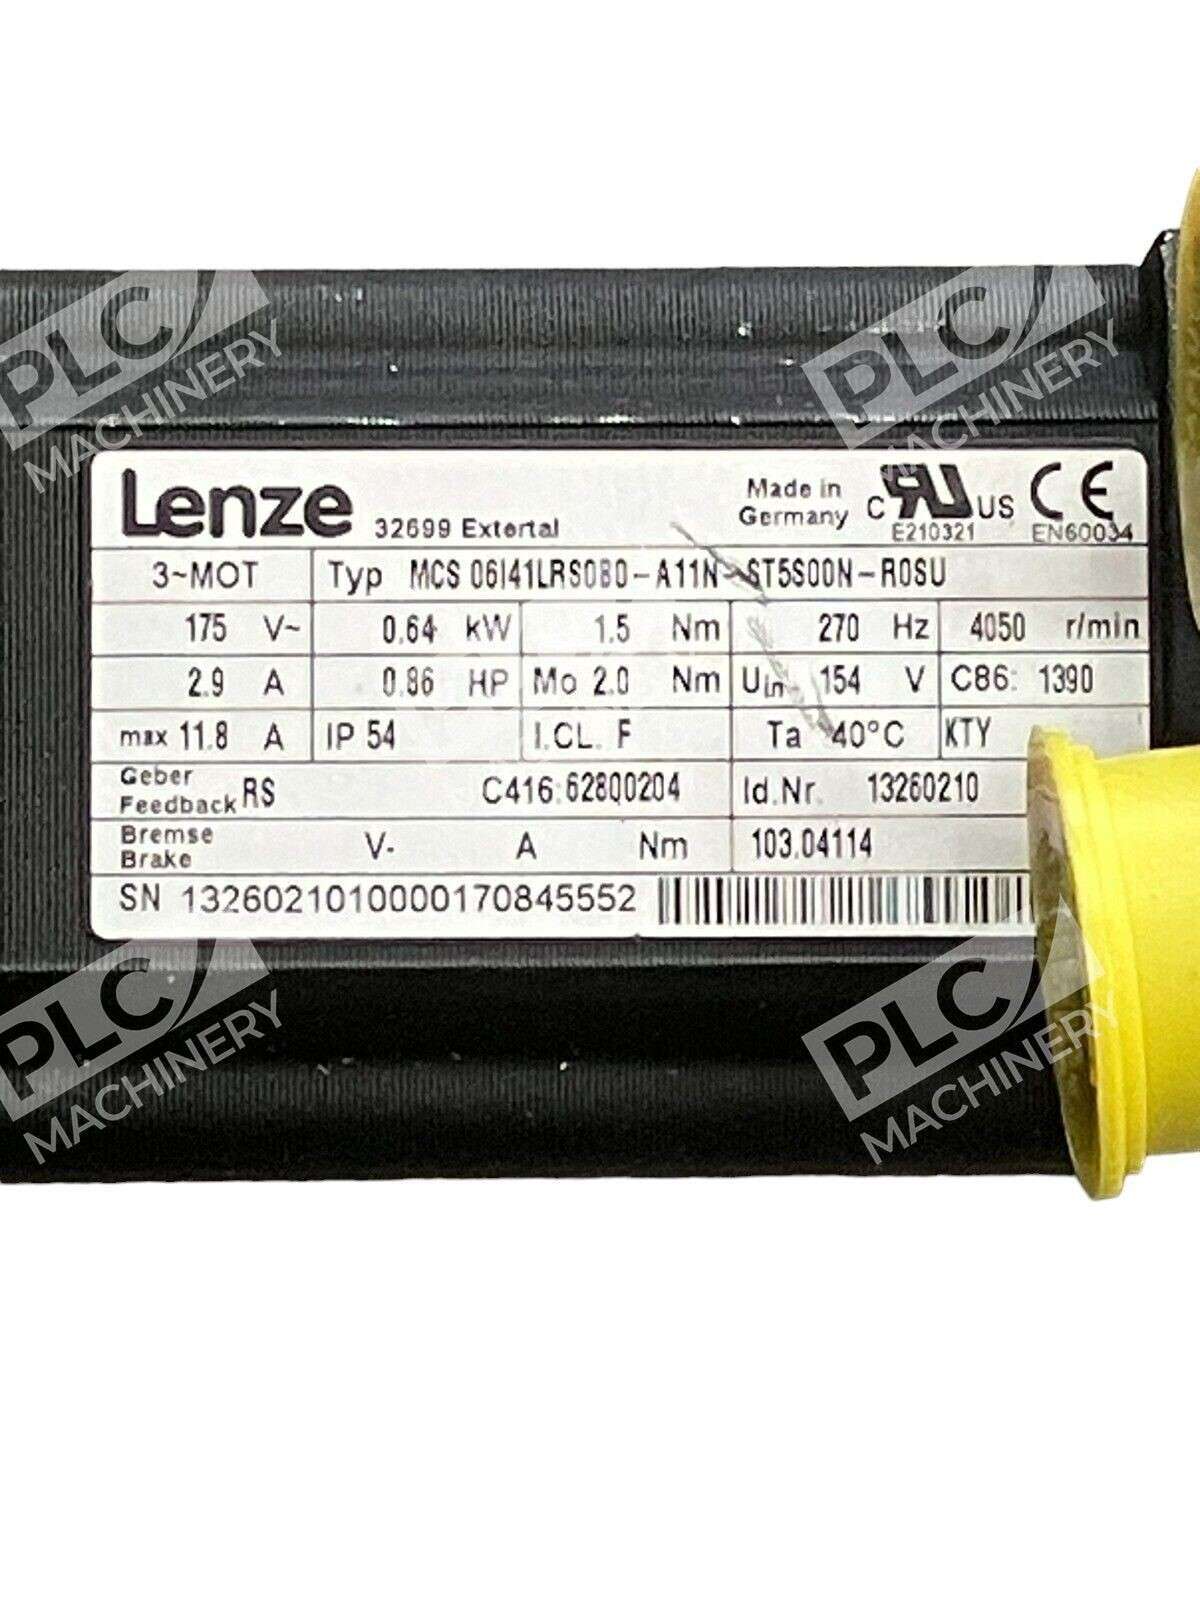 Lenze 32699 Extertal Made in Germany C UR US E210321 CE EN60034
3~MOT Typ MCS 06I41LRS0B0-A11N-ST5S00N-R0SU
175 V~ 0.64 kW 1.5 Nm 270 Hz 4050 r/min
2.9 A 0.86 HP Mo 2.0 Nm Uin 154 V C86: 1390
max 11.8 A IP 54 I.CL. F Ta 40°C KTY
Geber
Feedback RS C416:6280Q204 Id.Nr. 13260210
Bremse
Brake V- A Nm 103.04114
SN 1326021010000170845552
PLC MACHINERY
PLC MACHINERY
PLC MACHINERY
PLC MACHINERY